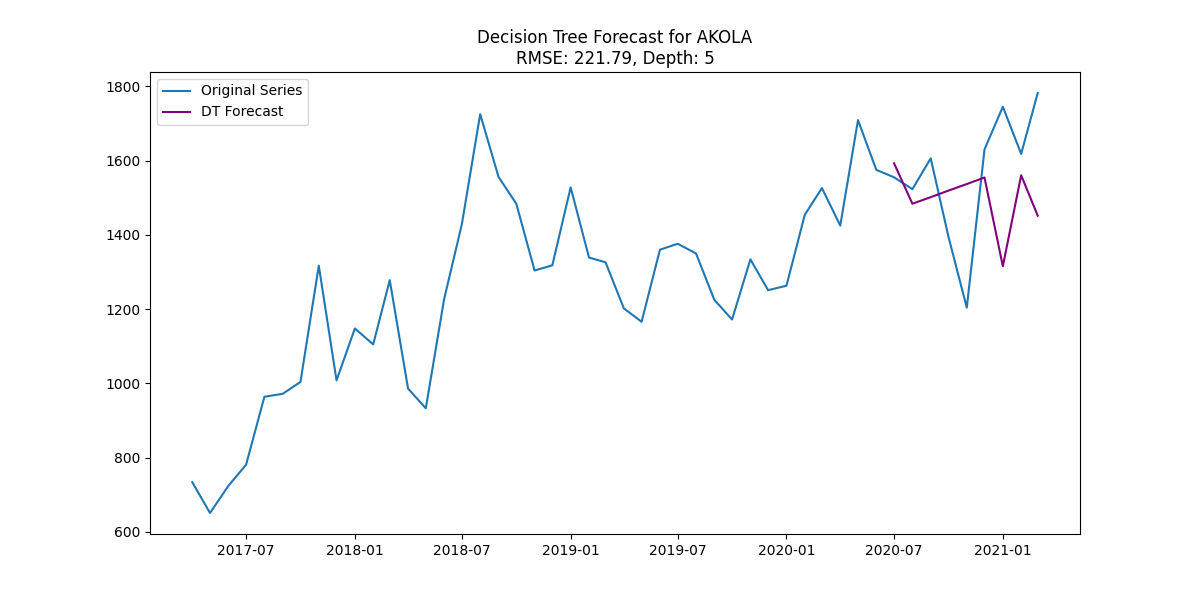 Decision Tree Forecast for AKOLA
RMSE: 221.79, Depth: 5
Original Series
DT Forecast
1800
1600
1400
1200
1000
800
600
2017-07 2018-01 2018-07 2019-01 2019-07 2020-01 2020-07 2021-01